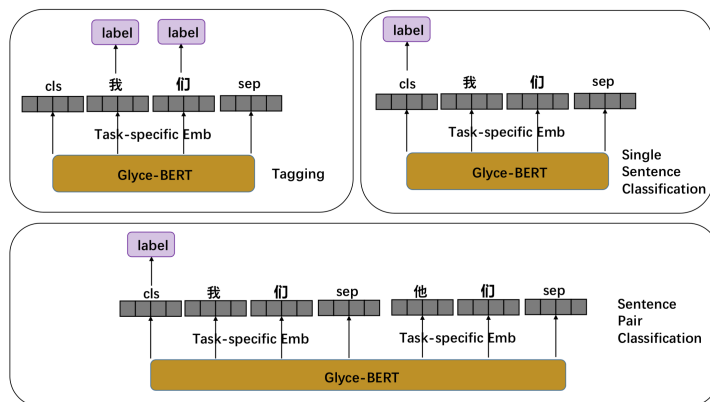 label label
cls 我 们 sep
Task-specific Emb
Glyce-BERT
Tagging
label
cls 我 们 sep
Task-specific Emb
Glyce-BERT
Single
Sentence
Classification
label
cls 我 们 sep 他 们 sep
Task-specific Emb Task-specific Emb
Glyce-BERT
Sentence
Pair
Classification